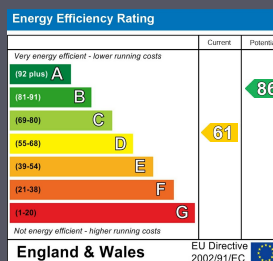 Energy Efficiency Rating
Current
Very energy efficient - lower running costs
(92 plus) A
(81-91) B
86
(69-80) C
(55-68) D
61
(39-54) E
(21-38) F
(1-20) G
Not energy efficient - higher running costs
England & Wales
EU Directive
2002/91/EC